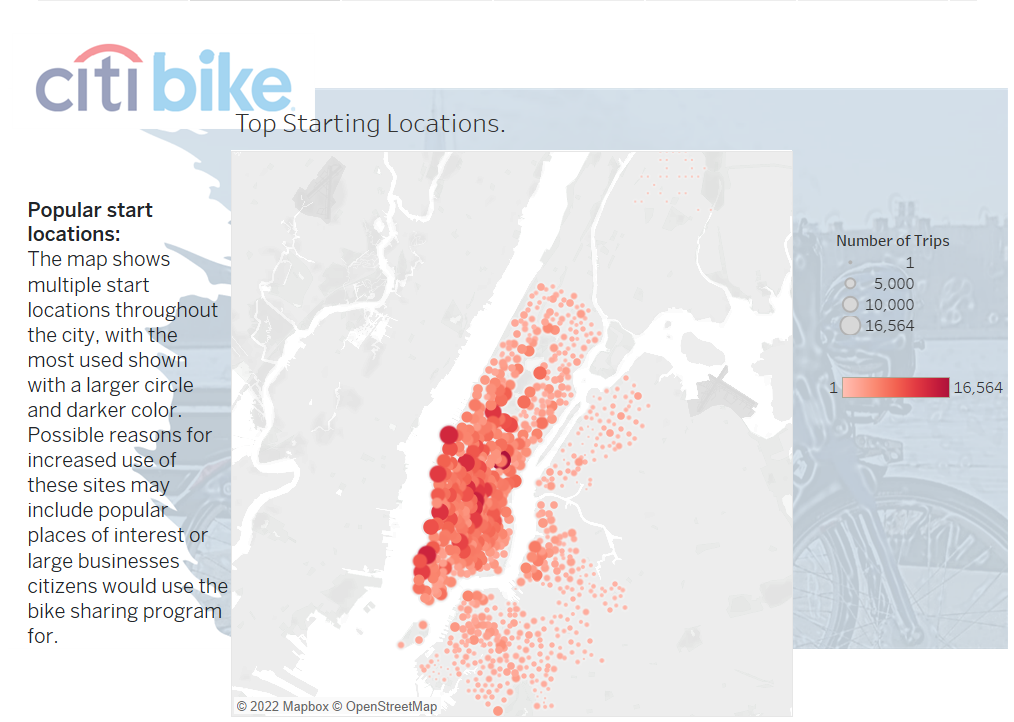 citi bike
Top Starting Locations.
Popular start
locations:
The map shows
multiple start
locations throughout
the city, with the
most used shown
with a larger circle
and darker color.
Possible reasons for
increased use of
these sites may
include popular
places of interest or
large businesses
citizens would use the
bike sharing program
for.
Number of Trips
1
5,000
10,000
16,564
1 16,564
© 2022 Mapbox © OpenStreetMap